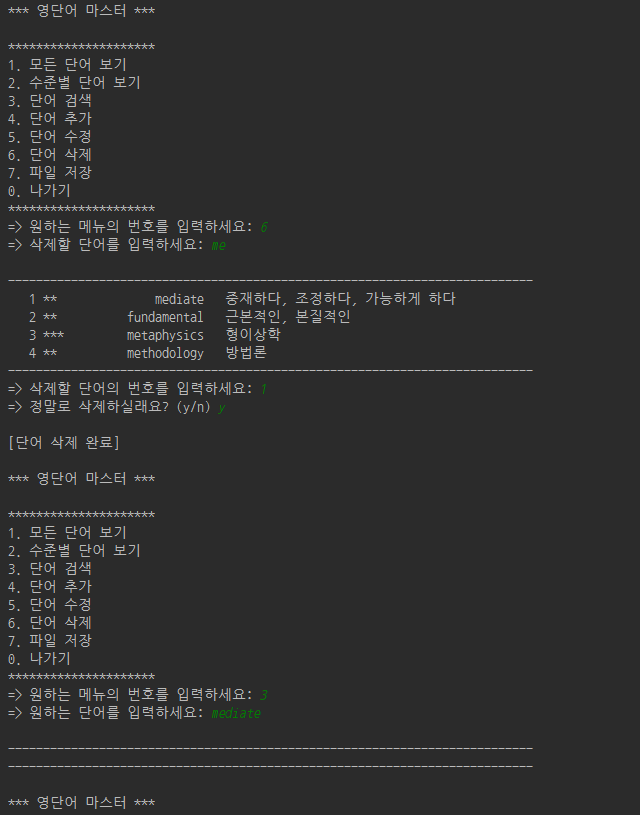 *** 영단어 마스터 ***
*********************
1. 모든 단어 보기
2. 수준별 단어 보기
3. 단어 검색
4. 단어 추가
5. 단어 수정
6. 단어 삭제
7. 파일 저장
0. 나가기
*********************
=> 원하는 메뉴의 번호를 입력하세요: 6
=> 삭제할 단어를 입력하세요: me
---------------------------------------------------------------------------
1 ** mediate 중재하다, 조정하다, 가능하게 하다
2 ** fundamental 근본적인, 본질적인
3 *** metaphysics 형이상학
4 ** methodology 방법론
---------------------------------------------------------------------------
=> 삭제할 단어의 번호를 입력하세요: 1
=> 정말로 삭제하실래요? (y/n) y
[단어 삭제 완료]
*** 영단어 마스터 ***
*********************
1. 모든 단어 보기
2. 수준별 단어 보기
3. 단어 검색
4. 단어 추가
5. 단어 수정
6. 단어 삭제
7. 파일 저장
0. 나가기
*********************
=> 원하는 메뉴의 번호를 입력하세요: 3
=> 원하는 단어를 입력하세요: mediate
---------------------------------------------------------------------------
---------------------------------------------------------------------------
*** 영단어 마스터 ***